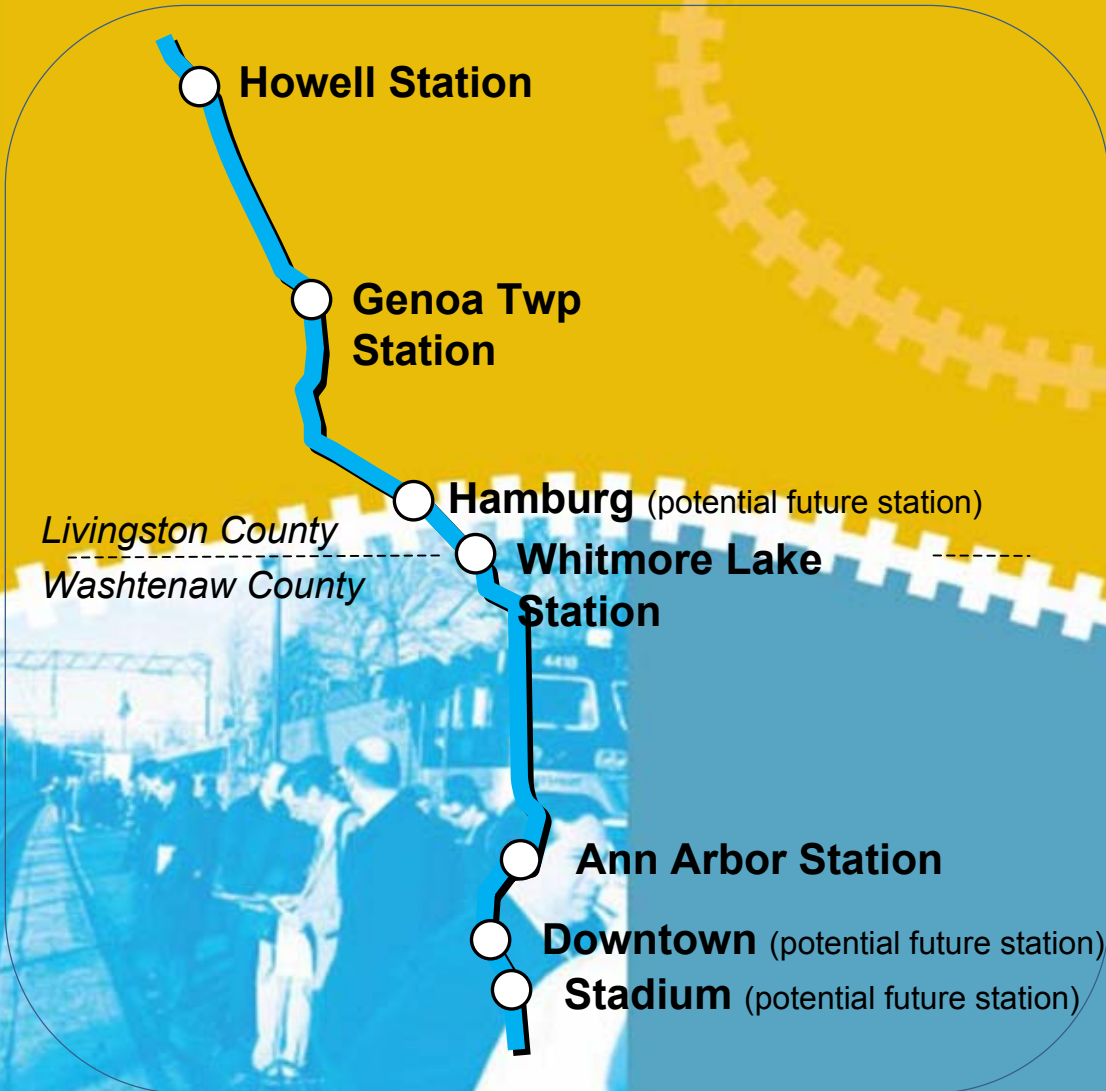 Howell Station
Genoa Twp
Station
Hamburg (potential future station)
Livingston County
Whitmore Lake
Washtenaw County
Station
4410
Ann Arbor Station
Downtown (potential future station)
Stadium (potential future station)